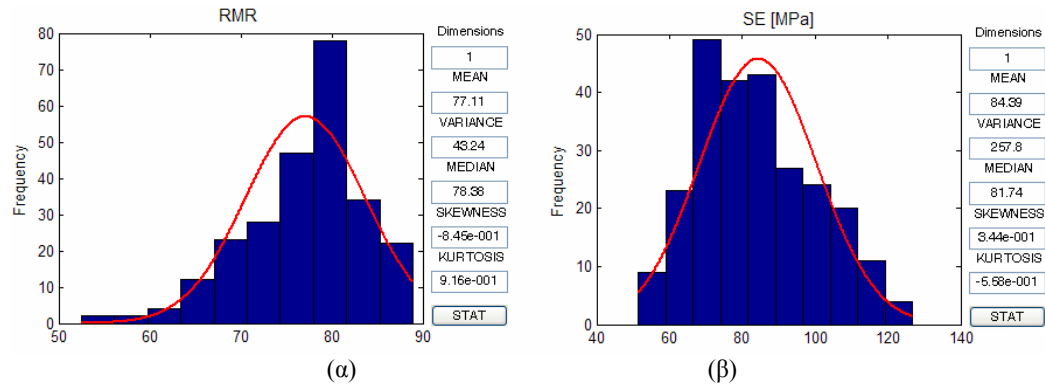 RMR
80
70
60
50
40
30
20
10
0
Frequency
50
60
70
80
90
Dimensions
1
MEAN
77.11
VARIANCE
43.24
MEDIAN
78.38
SKEWNESS
-8.45e-001
KURTOSIS
9.16e-001
STAT
(α)
SE [MPa]
50
40
30
20
10
0
Frequency
40
60
80
100
120
140
Dimensions
1
MEAN
84.39
VARIANCE
257.8
MEDIAN
81.74
SKEWNESS
3.44e-001
KURTOSIS
-5.58e-001
STAT
(β)